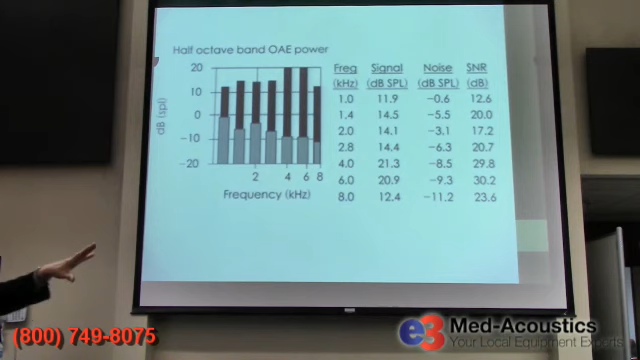 Half octave band OAE power
20
10
0
−10
−20
dB (spl)
2 4 6 8
Frequency (kHz)
Freq Signal Noise SNR
(kHz) (dB SPL) (dB SPL) (dB)
1.0 11.9 −0.6 12.6
1.4 14.5 −5.5 20.0
2.0 14.1 −3.1 17.2
2.8 14.4 −6.3 20.7
4.0 21.3 −8.5 29.8
6.0 20.9 −9.3 30.2
8.0 12.4 −11.2 23.6
(800) 749-8075
e3 Med-Acoustics
Your Local Equipment Experts